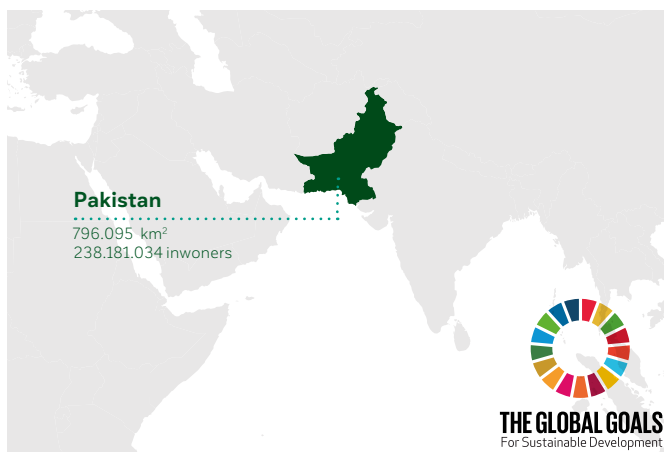 Pakistan
796.095 km²
238.181.034 inwoners
THE GLOBAL GOALS
For Sustainable Development